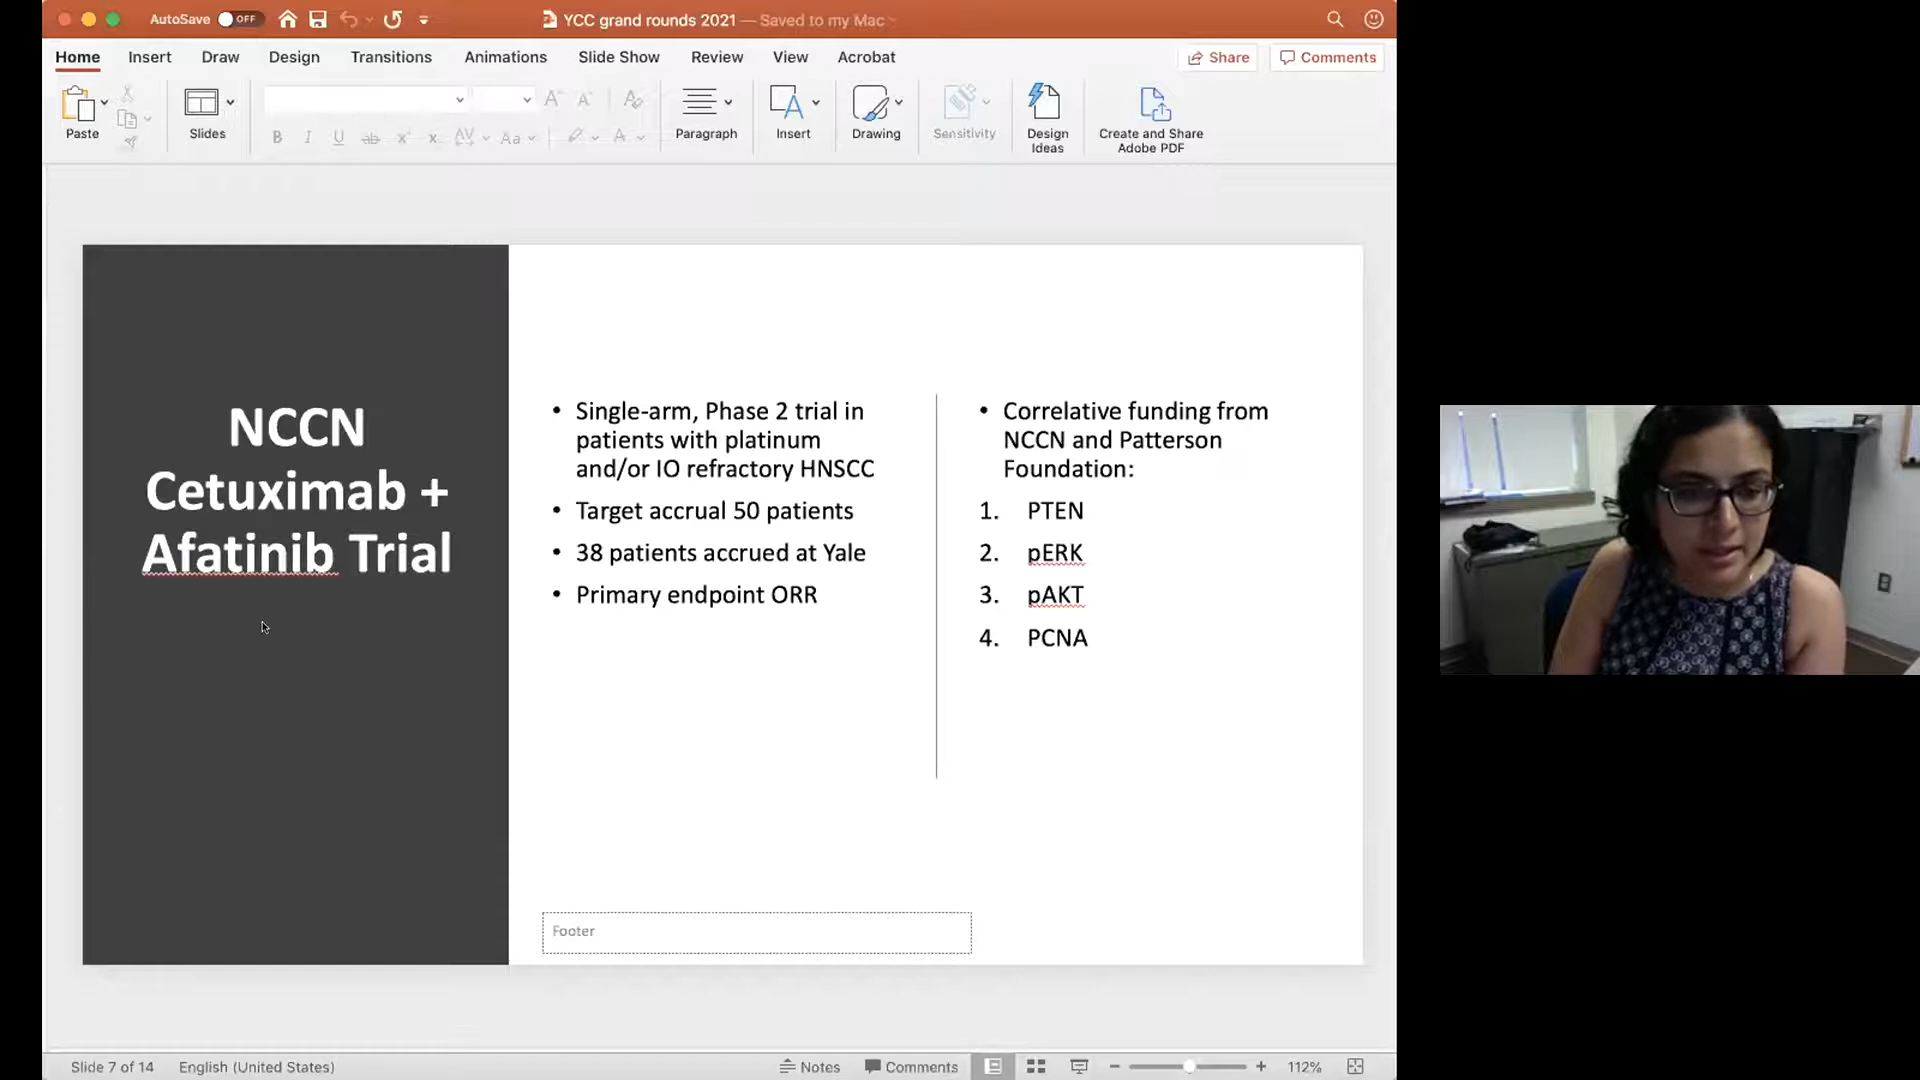 AutoSave OFF
YCC grand rounds 2021 — Saved to my Mac
Home Insert Draw Design Transitions Animations Slide Show Review View Acrobat Share Comments
Paste Slides Paragraph Insert Drawing Sensitivity Design Ideas Create and Share Adobe PDF
NCCN
Cetuximab +
Afatinib Trial
• Single-arm, Phase 2 trial in
patients with platinum
and/or IO refractory HNSCC
• Target accrual 50 patients
• 38 patients accrued at Yale
• Primary endpoint ORR
• Correlative funding from
NCCN and Patterson
Foundation:
1. PTEN
2. pERK
3. pAKT
4. PCNA
Footer
Slide 7 of 14 English (United States) Notes Comments 112%